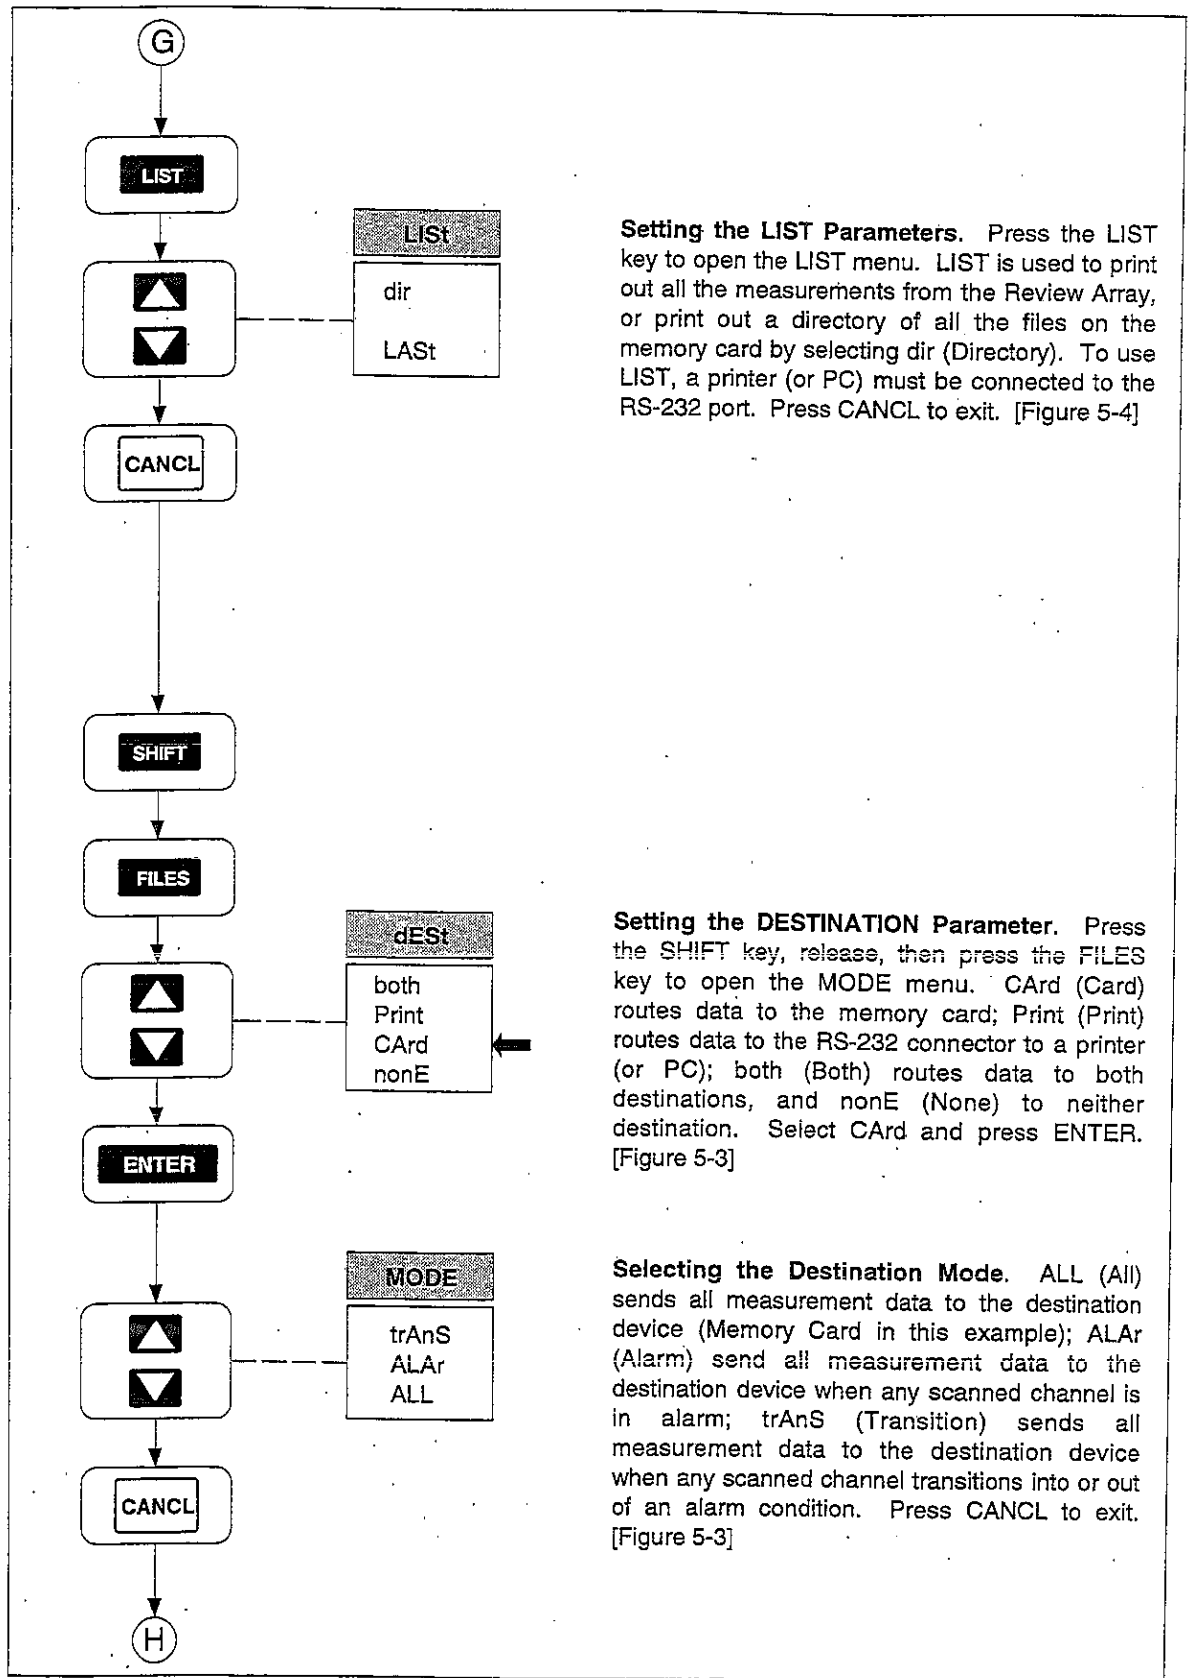 G
LIST
LISt
dir
LASt
Setting the LIST Parameters. Press the LIST
key to open the LIST menu. LIST is used to print
out all the measurements from the Review Array,
or print out a directory of all the files on the
memory card by selecting dir (Directory). To use
LIST, a printer (or PC) must be connected to the
RS-232 port. Press CANCL to exit. [Figure 5-4]
CANCL
SHIFT
FILES
dESt
both
Print
CArd
nonE
Setting the DESTINATION Parameter. Press
the SHIFT key, release, then press the FILES
key to open the MODE menu. CArd (Card)
routes data to the memory card; Print (Print)
routes data to the RS-232 connector to a printer
(or PC); both (Both) routes data to both
destinations, and nonE (None) to neither
destination. Select CArd and press ENTER.
[Figure 5-3]
ENTER
MODE
trAnS
ALAr
ALL
Selecting the Destination Mode. ALL (All)
sends all measurement data to the destination
device (Memory Card in this example); ALAr
(Alarm) send all measurement data to the
destination device when any scanned channel is
in alarm; trAnS (Transition) sends all
measurement data to the destination device
when any scanned channel transitions into or out
of an alarm condition. Press CANCL to exit.
[Figure 5-3]
CANCL
H